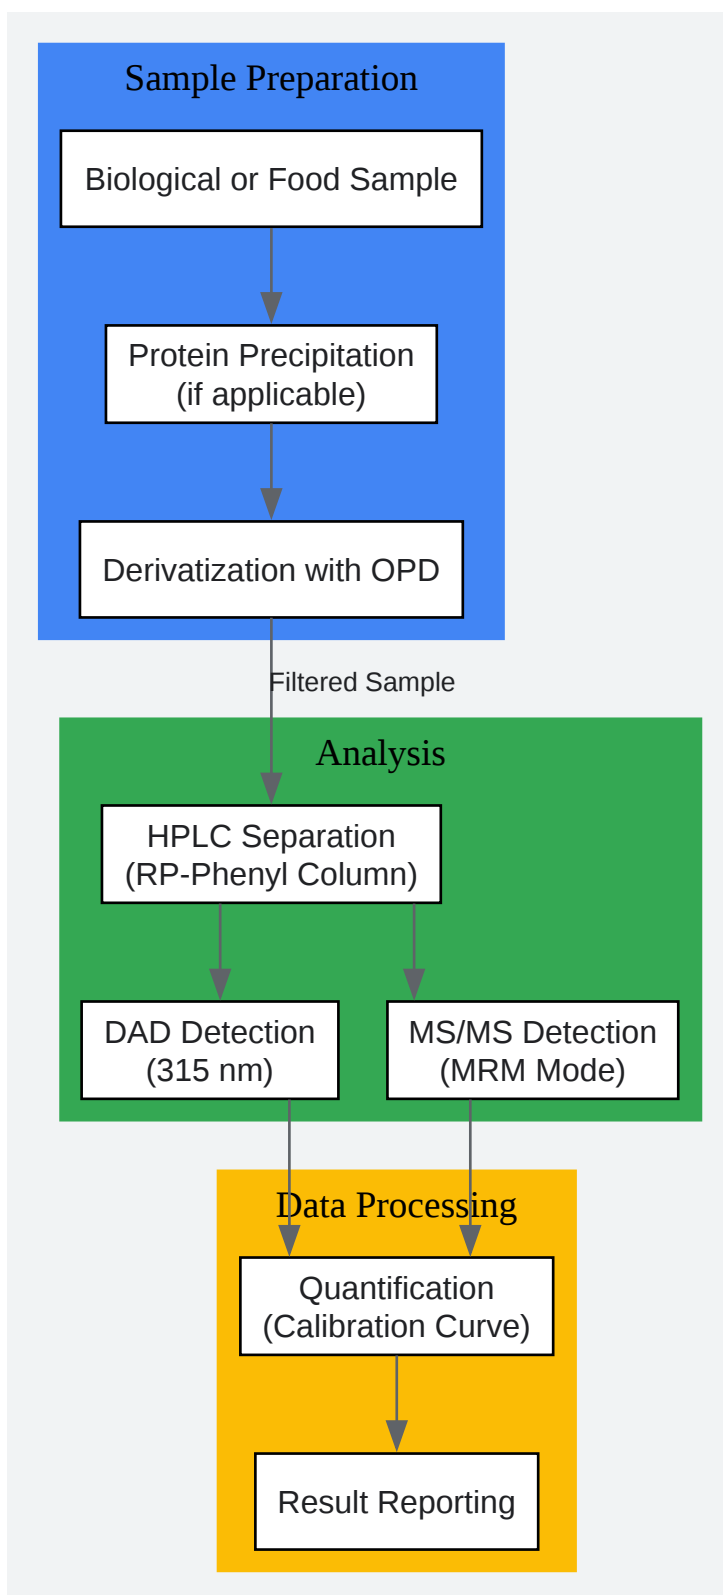 Sample Preparation
Biological or Food Sample
Protein Precipitation
(if applicable)
Derivatization with OPD
Filtered Sample
Analysis
HPLC Separation
(RP-Phenyl Column)
DAD Detection
(315 nm)
MS/MS Detection
(MRM Mode)
Data Processing
Quantification
(Calibration Curve)
Result Reporting